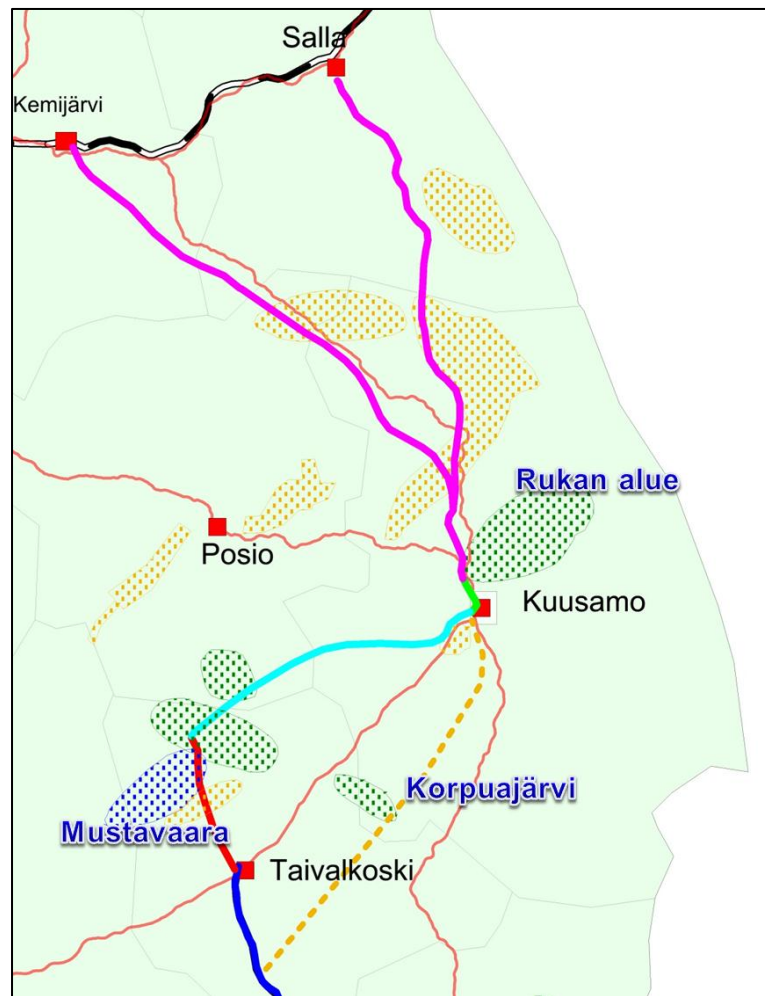 Salla
Kemijärvi
Rukan alue
Posio
Kuusamo
Korpuajärvi
Mustavaara
Taivalkoski